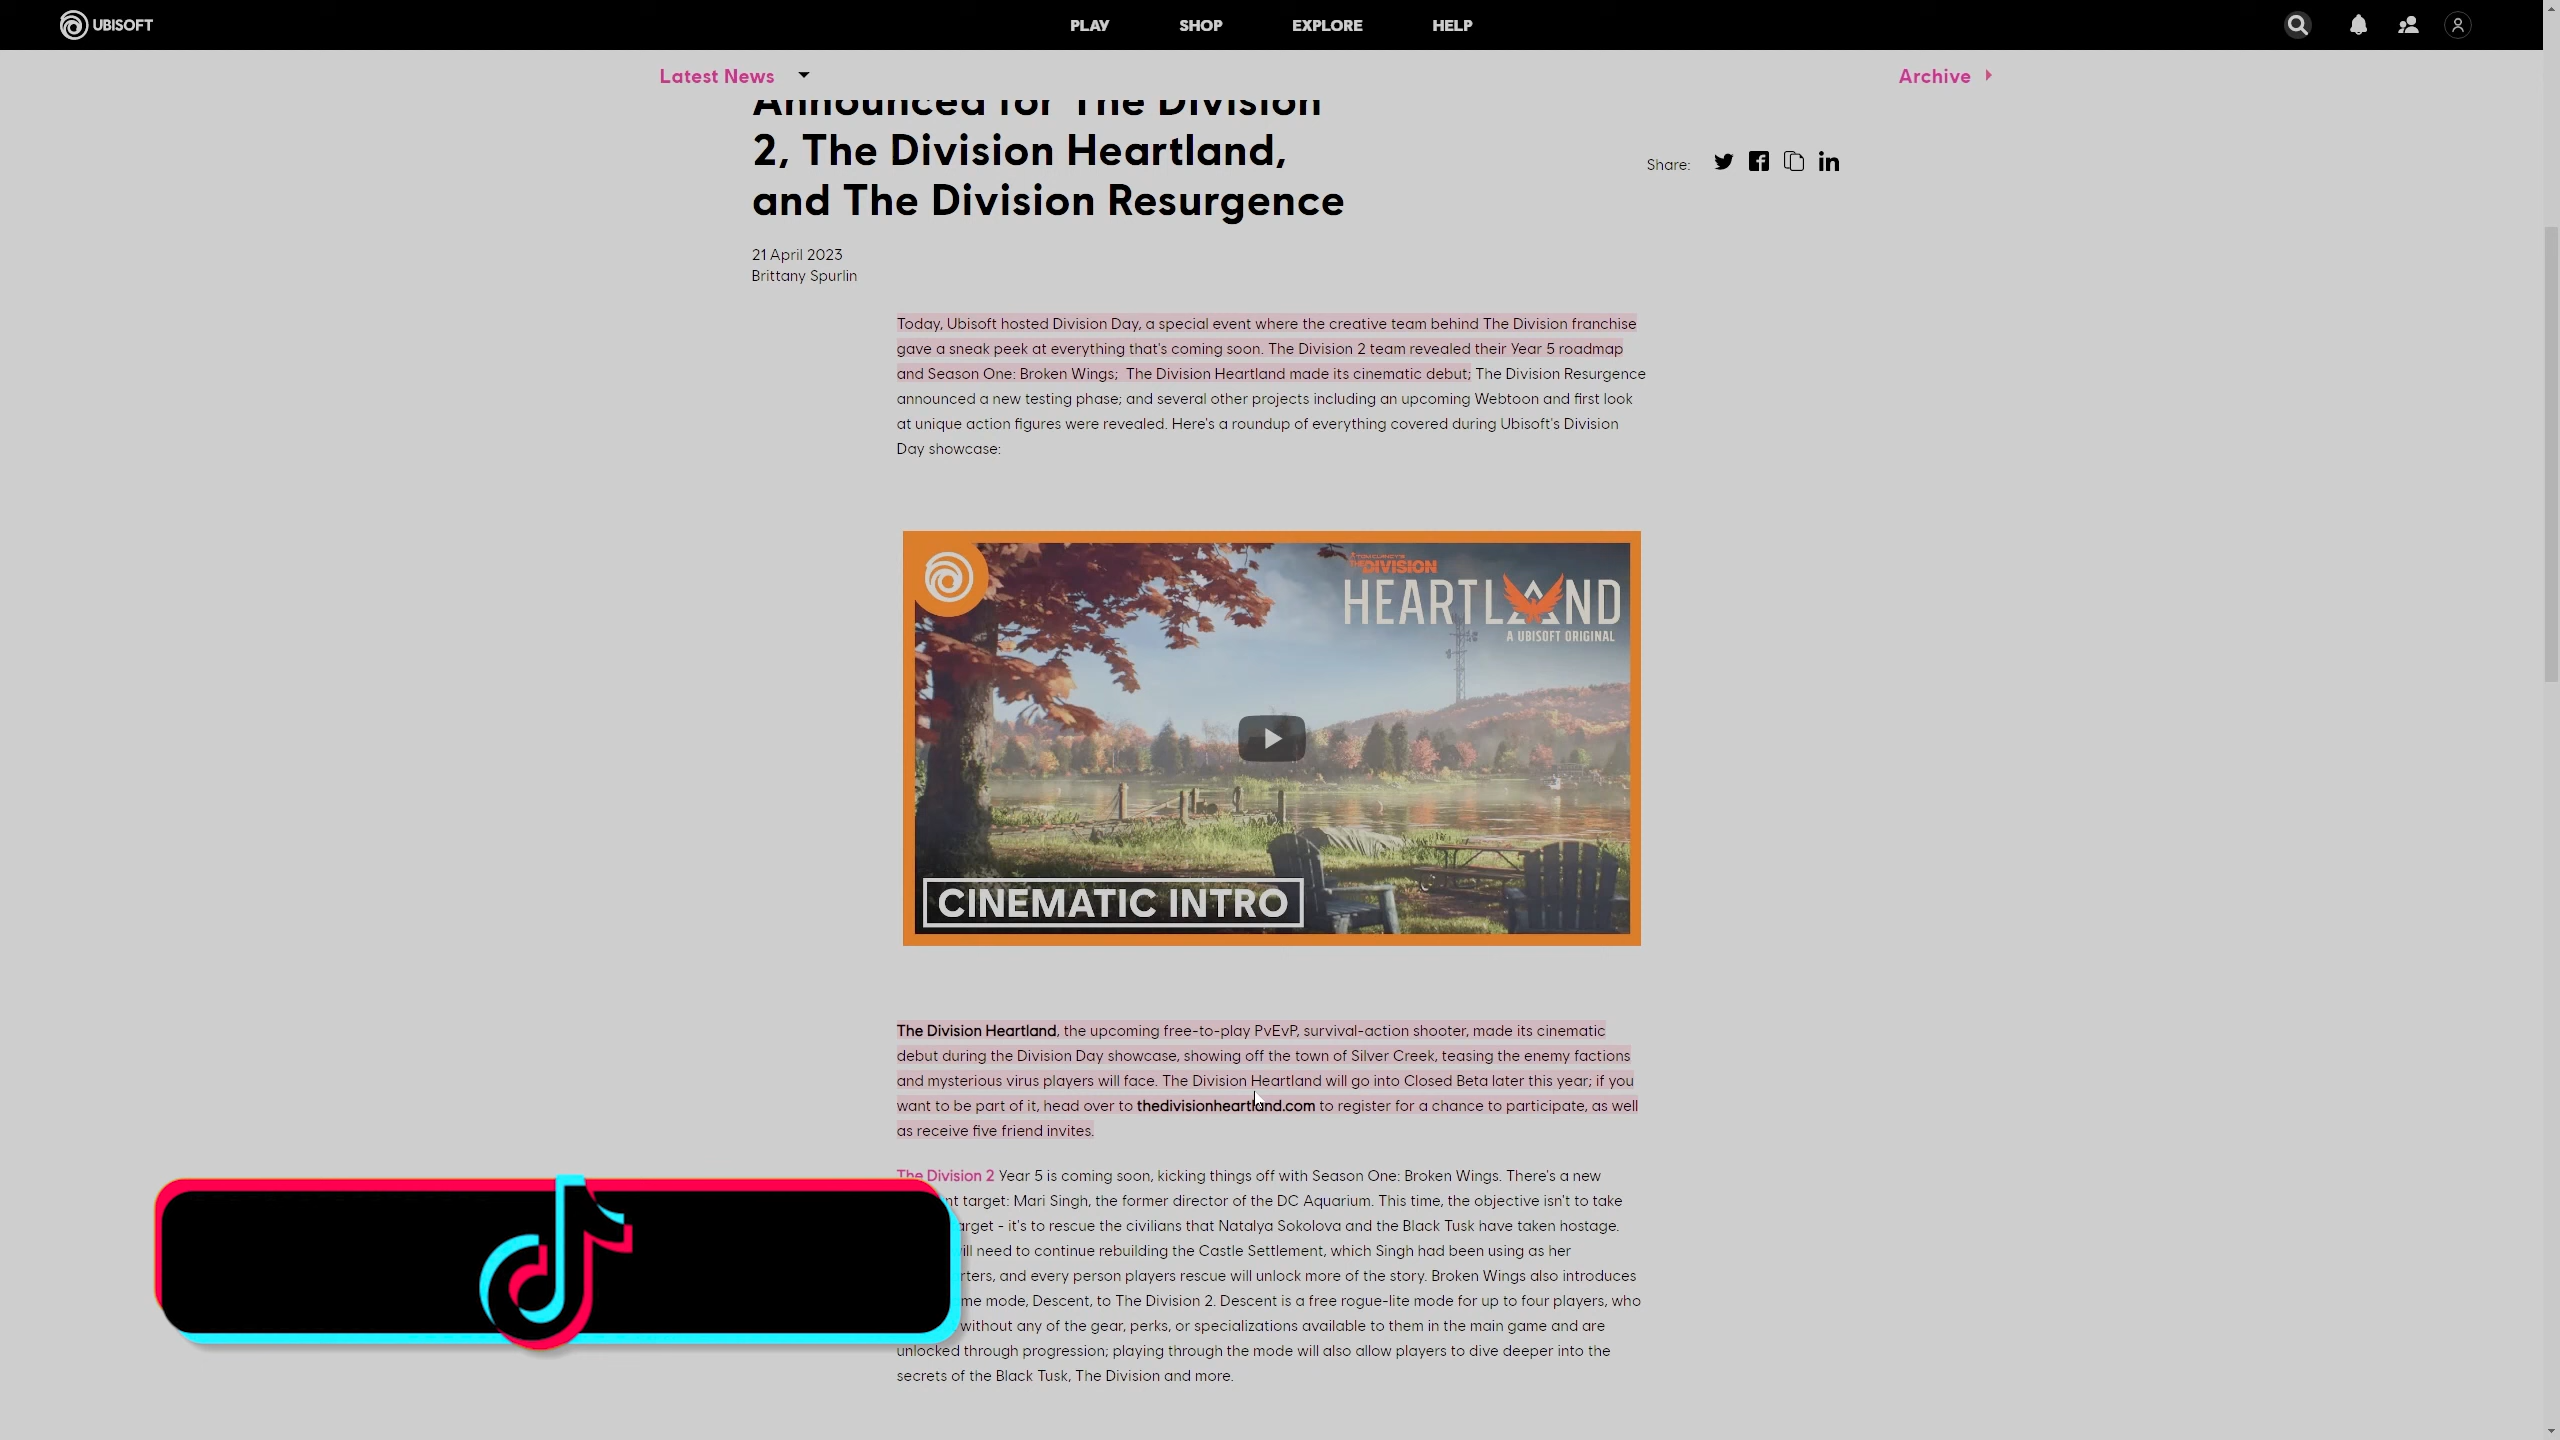 UBISOFT
PLAY
SHOP
EXPLORE
HELP
Latest News
Archive
Announced for The Division
2, The Division Heartland,
and The Division Resurgence
Share:
21 April 2023
Brittany Spurlin
Today, Ubisoft hosted Division Day, a special event where the creative team behind The Division franchise
gave a sneak peek at everything that's coming soon. The Division 2 team revealed their Year 5 roadmap
and Season One: Broken Wings;  The Division Heartland made its cinematic debut; The Division Resurgence
announced a new testing phase; and several other projects including an upcoming Webtoon and first look
at unique action figures were revealed. Here's a roundup of everything covered during Ubisoft's Division
Day showcase:
TOM CLANCY'S
THE DIVISION
HEARTLAND
A UBISOFT ORIGINAL
CINEMATIC INTRO
The Division Heartland, the upcoming free-to-play PvEvP, survival-action shooter, made its cinematic
debut during the Division Day showcase, showing off the town of Silver Creek, teasing the enemy factions
and mysterious virus players will face. The Division Heartland will go into Closed Beta later this year; if you
want to be part of it, head over to thedivisionheartland.com to register for a chance to participate, as well
as receive five friend invites.
The Division 2 Year 5 is coming soon, kicking things off with Season One: Broken Wings. There's a new
nt target: Mari Singh, the former director of the DC Aquarium. This time, the objective isn't to take
arget - it's to rescue the civilians that Natalya Sokolova and the Black Tusk have taken hostage.
ill need to continue rebuilding the Castle Settlement, which Singh had been using as her
rters, and every person players rescue will unlock more of the story. Broken Wings also introduces
me mode, Descent, to The Division 2. Descent is a free rogue-lite mode for up to four players, who
without any of the gear, perks, or specializations available to them in the main game and are
unlocked through progression; playing through the mode will also allow players to dive deeper into the
secrets of the Black Tusk, The Division and more.